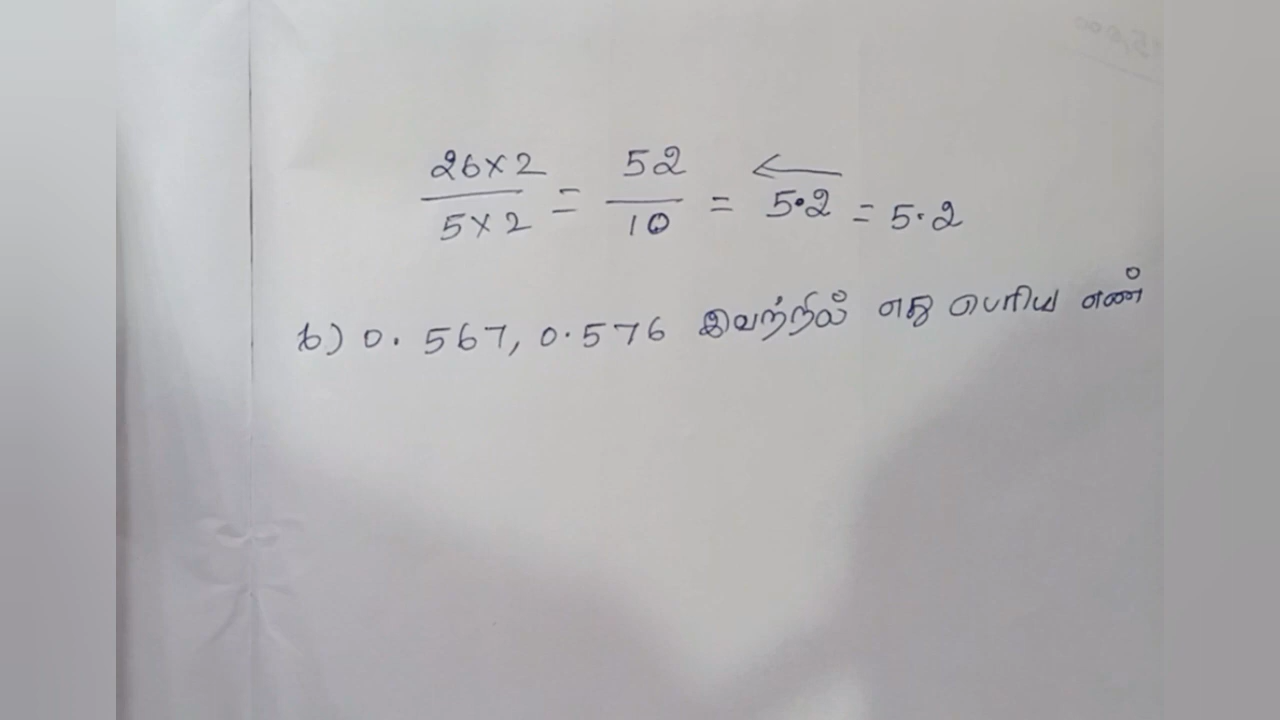 26×2/5×2 = 52/10 = 5.2 = 5.2
b) 0.567, 0.576 இவற்றில் எது பெரிய எண்